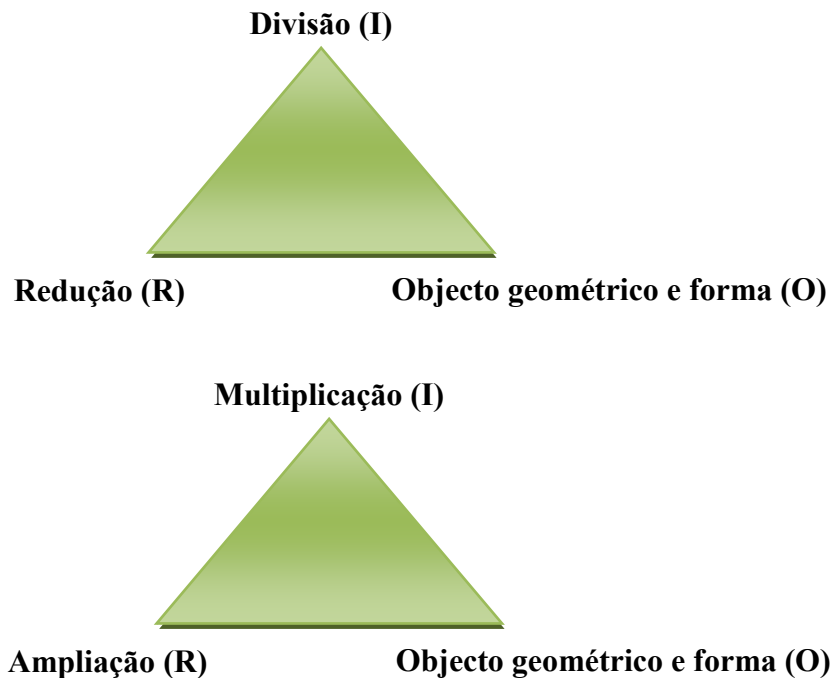 Divisão (I)
Redução (R) Objecto geométrico e forma (O)
Multiplicação (I)
Ampliação (R) Objecto geométrico e forma (O)